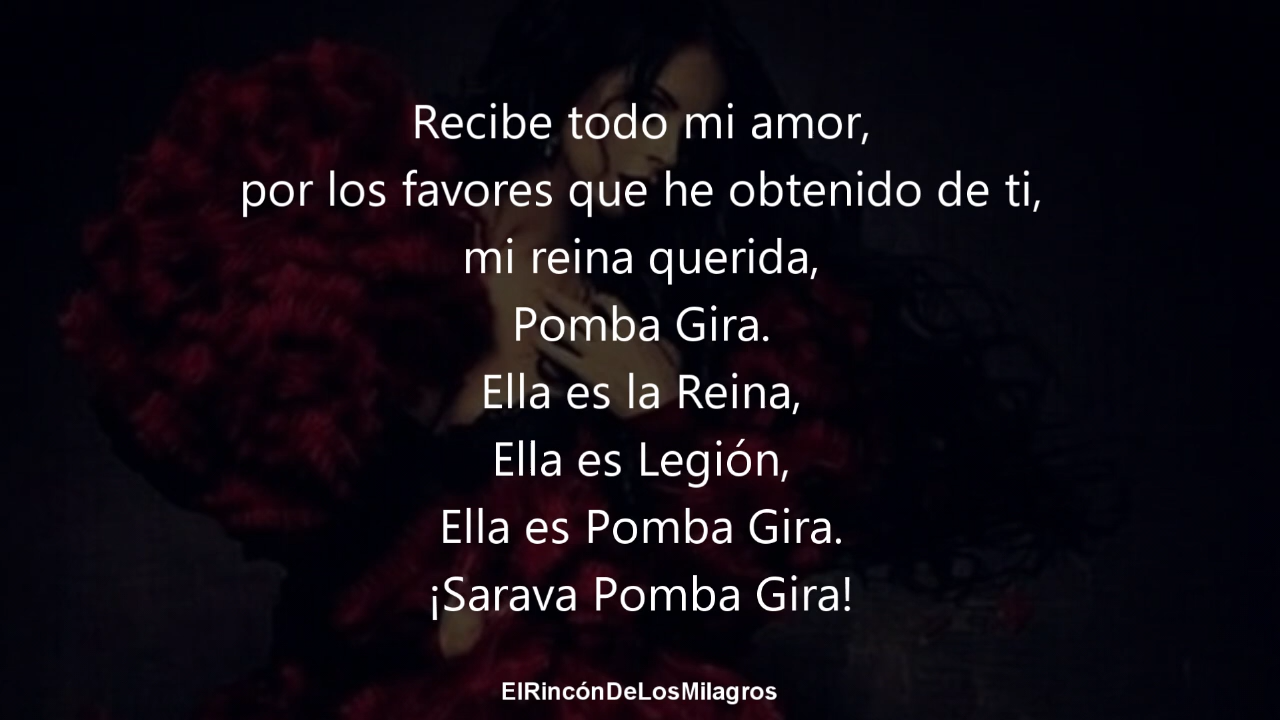 Recibe todo mi amor,
por los favores que he obtenido de ti,
mi reina querida,
Pomba Gira.
Ella es la Reina,
Ella es Legión,
Ella es Pomba Gira.
¡Sarava Pomba Gira!
ElRincónDeLosMilagros